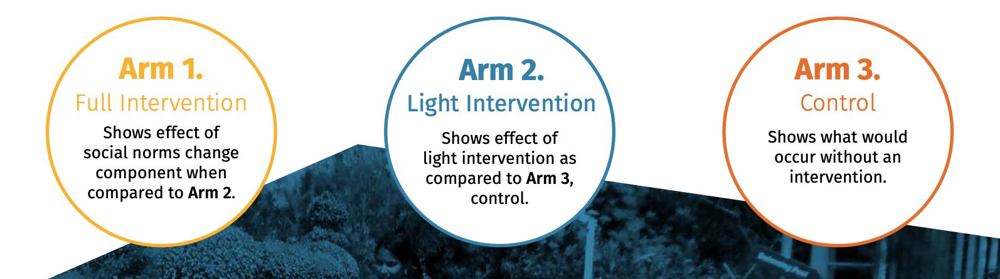 Arm 1.
Full Intervention
Shows effect of
social norms change
component when
compared to Arm 2.
Arm 2.
Light Intervention
Shows effect of
light intervention as
compared to Arm 3,
control.
Arm 3.
Control
Shows what would
occur without an
intervention.